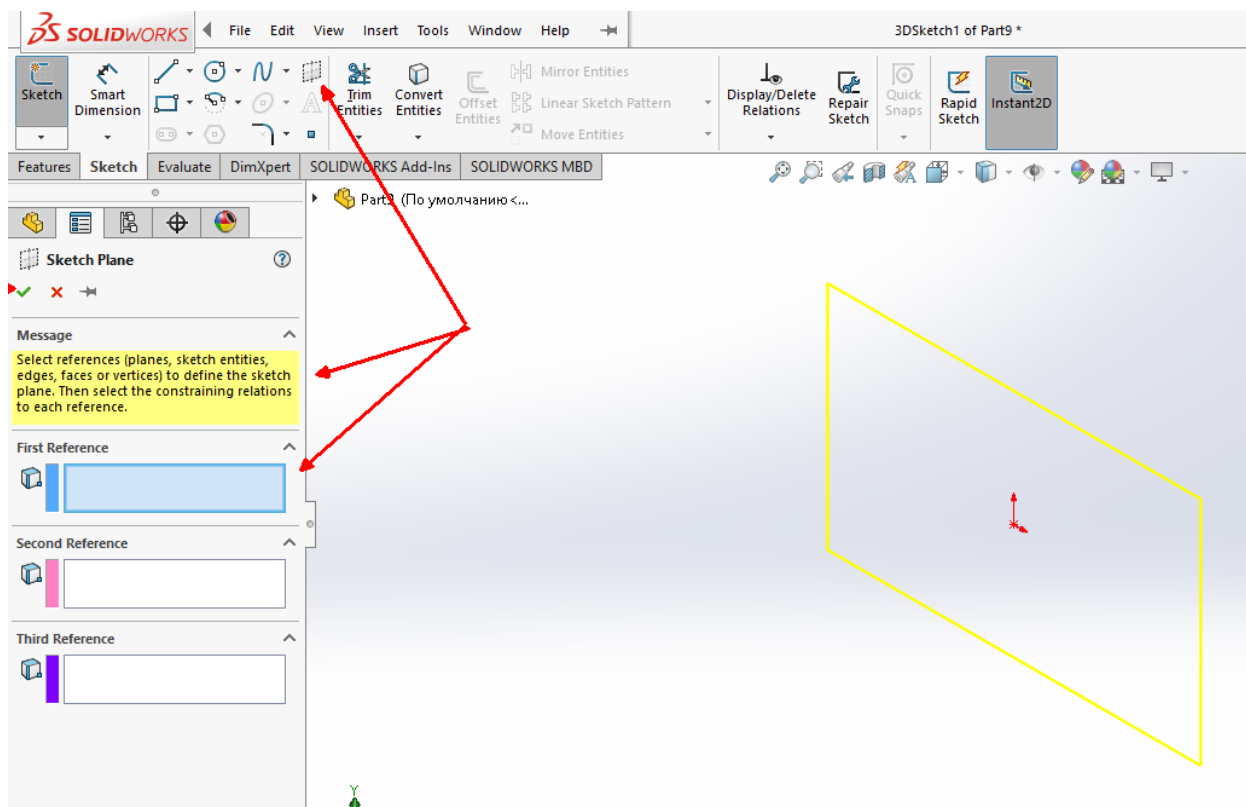 SOLIDWORKS File Edit View Insert Tools Window Help 3DSketch1 of Part9 *
Sketch
Smart
Dimension
Trim
Entities
Convert
Entities
Offset
Entities
Mirror Entities
Linear Sketch Pattern
Move Entities
Display/Delete
Relations
Repair
Sketch
Quick
Snaps
Rapid
Sketch
Instant2D
Features Sketch Evaluate DimXpert SOLIDWORKS Add-Ins SOLIDWORKS MBD
Part9 (По умолчанию<...
Sketch Plane
Message
Select references (planes, sketch entities,
edges, faces or vertices) to define the sketch
plane. Then select the constraining relations
to each reference.
First Reference
Second Reference
Third Reference
Y